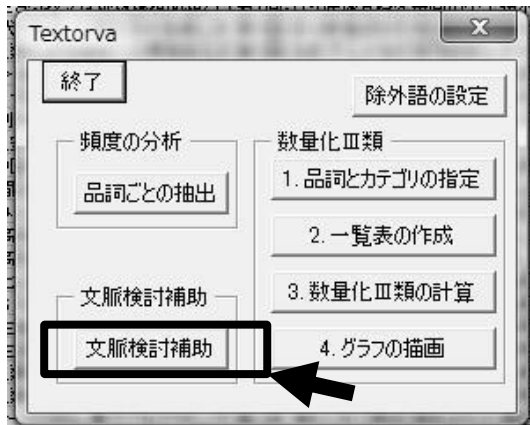 Textorva
終了
除外語の設定
頻度の分析
品詞ごとの抽出
数量化Ⅲ類
1. 品詞とカテゴリの指定
2. 一覧表の作成
3. 数量化Ⅲ類の計算
4. グラフの描画
文脈検討補助
文脈検討補助